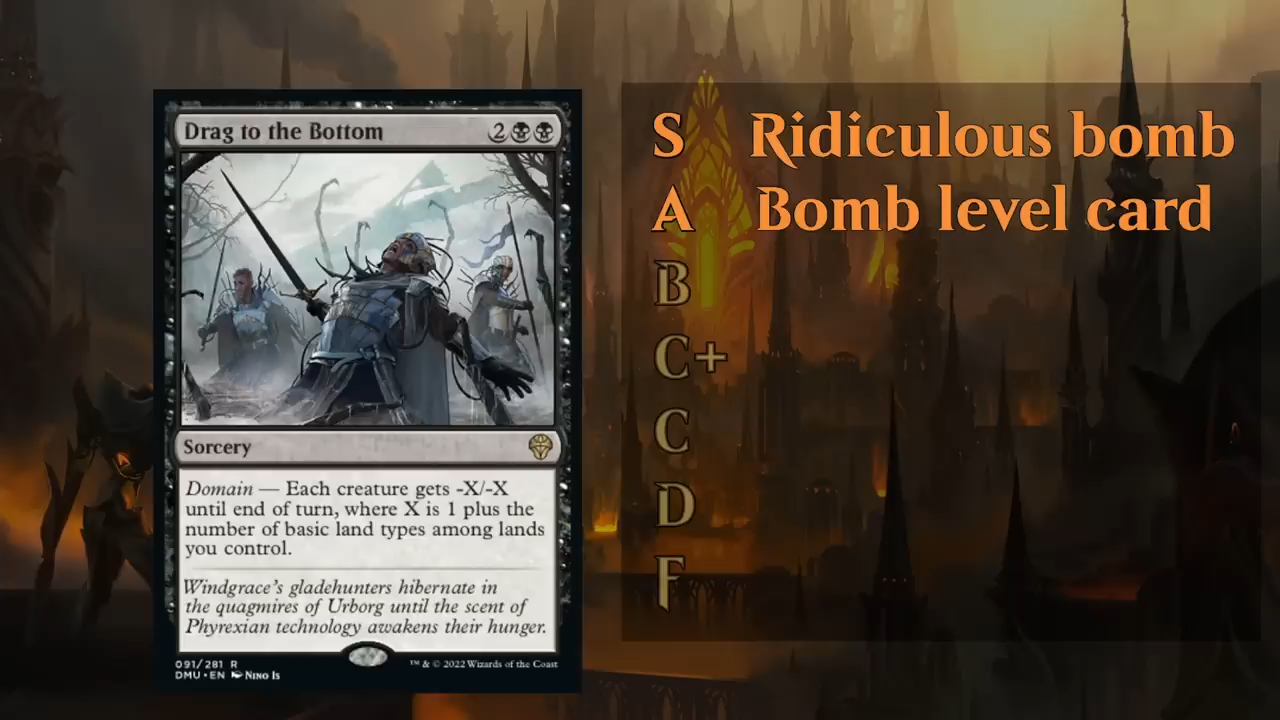 Drag to the Bottom 2
Sorcery
Domain — Each creature gets -X/-X
until end of turn, where X is 1 plus the
number of basic land types among lands
you control.
Windgrace's gladehunters hibernate in
the quagmires of Urborg until the scent of
Phyrexian technology awakens their hunger.
091/281 R
DMU • EN Nino Is
™ & © 2022 Wizards of the Coast
S Ridiculous bomb
A Bomb level card
B
C+
C
D
F